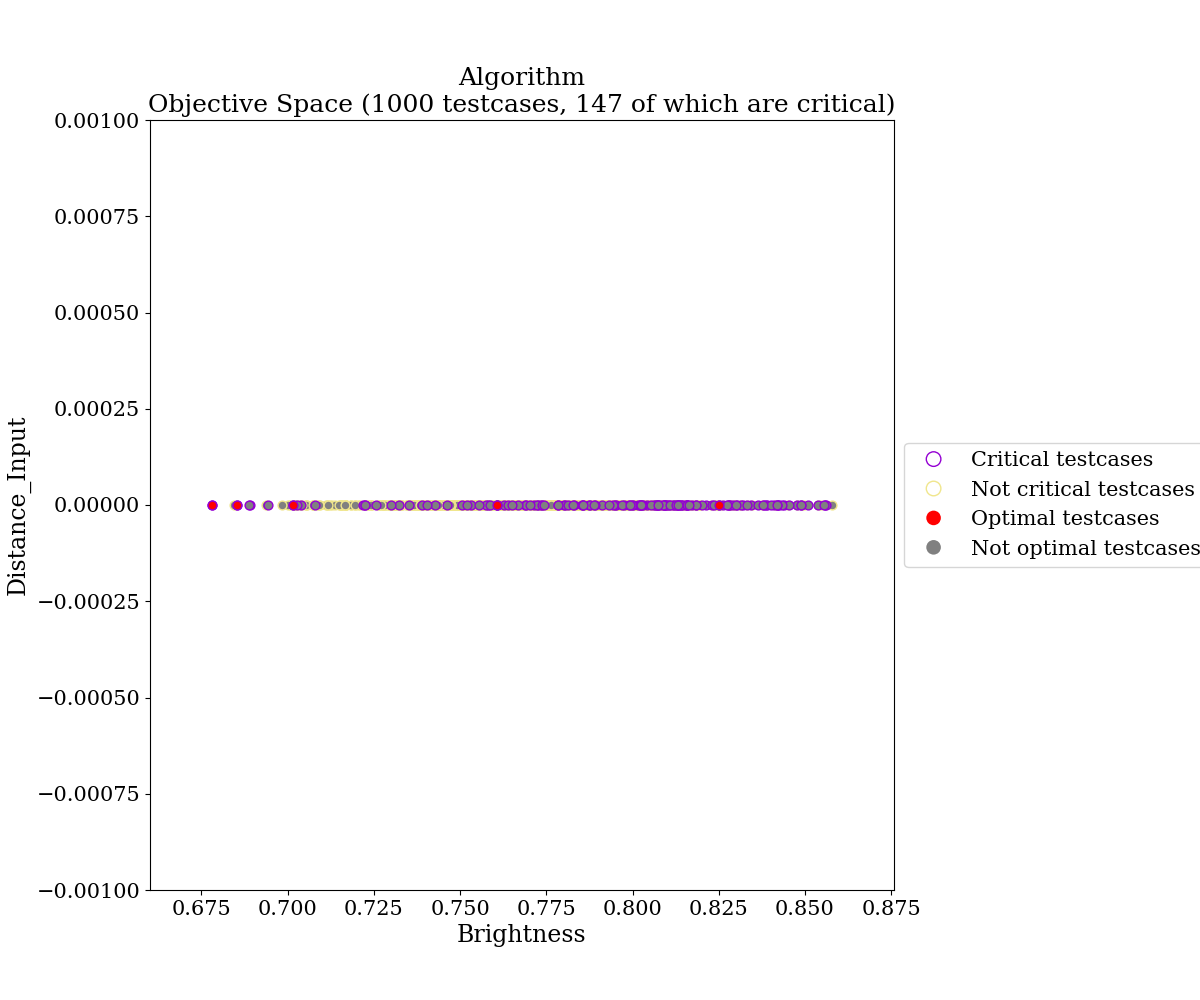 Algorithm
Objective Space (1000 testcases, 147 of which are critical)
0.00100
0.00075
0.00050
0.00025
0.00000
−0.00025
−0.00050
−0.00075
−0.00100
Distance_Input
0.675 0.700 0.725 0.750 0.775 0.800 0.825 0.850 0.875
Brightness
Critical testcases
Not critical testcases
Optimal testcases
Not optimal testcases